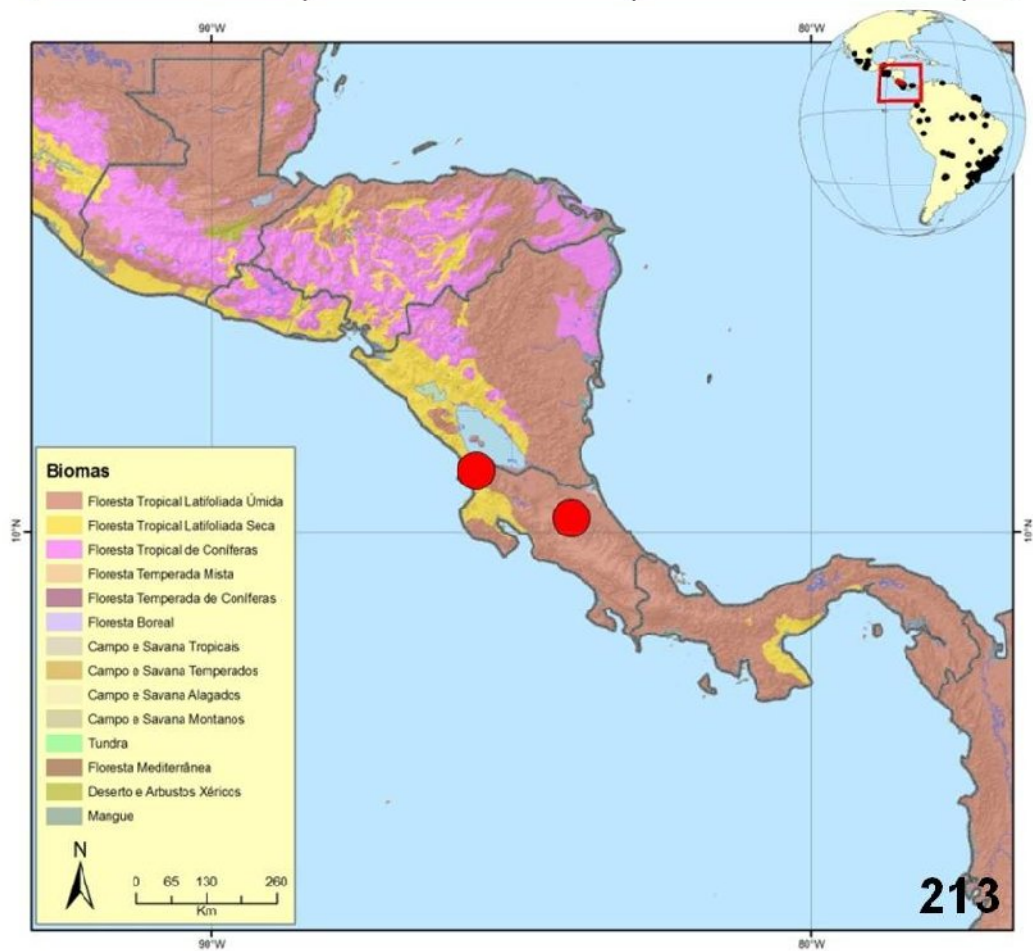 90°W
80°W
10°N
10°N
Biomas
Floresta Tropical Latifoliada Úmida
Floresta Tropical Latifoliada Seca
Floresta Tropical de Coníferas
Floresta Temperada Mista
Floresta Temperada de Coníferas
Floresta Boreal
Campo e Savana Tropicais
Campo e Savana Temperados
Campo e Savana Alagados
Campo e Savana Montanos
Tundra
Floresta Mediterrânea
Deserto e Arbustos Xéricos
Mangue
N
0 65 130 260
Km
213
90°W
80°W